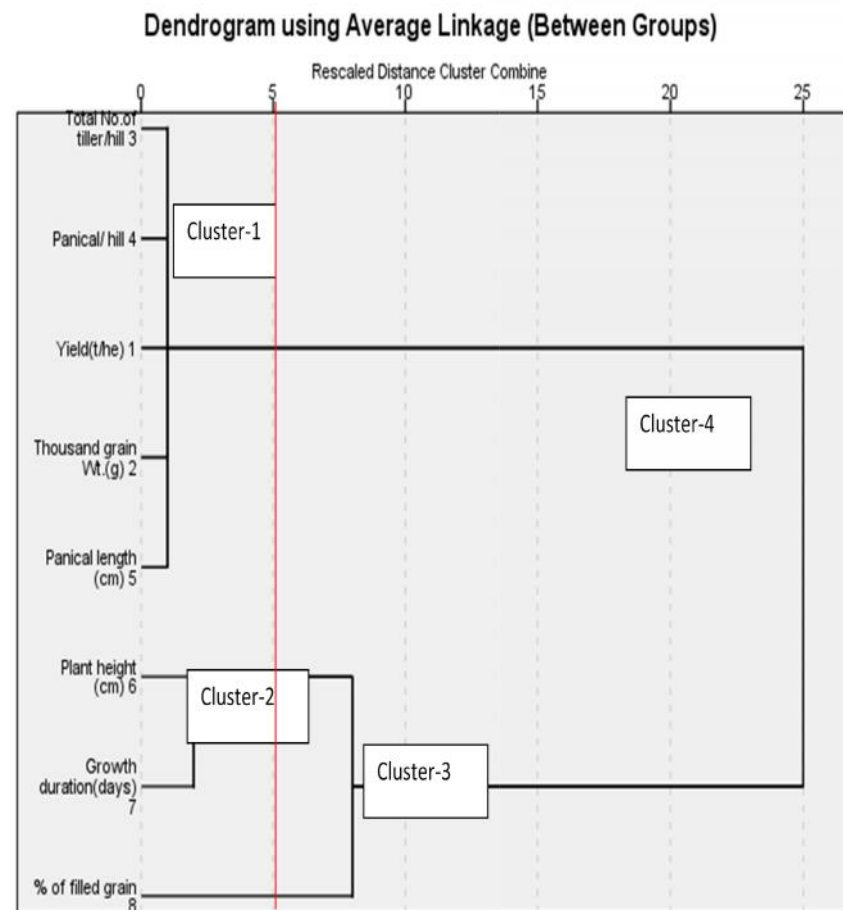 Dendrogram using Average Linkage (Between Groups)
Rescaled Distance Cluster Combine
0 5 10 15 20 25
Total No.of
tiller/hill 3
Panical/ hill 4
Cluster-1
Yield(t/he) 1
Cluster-4
Thousand grain
Wt.(g) 2
Panical length
(cm) 5
Plant height
(cm) 6
Cluster-2
Growth
duration(days)
7
Cluster-3
% of filled grain
8